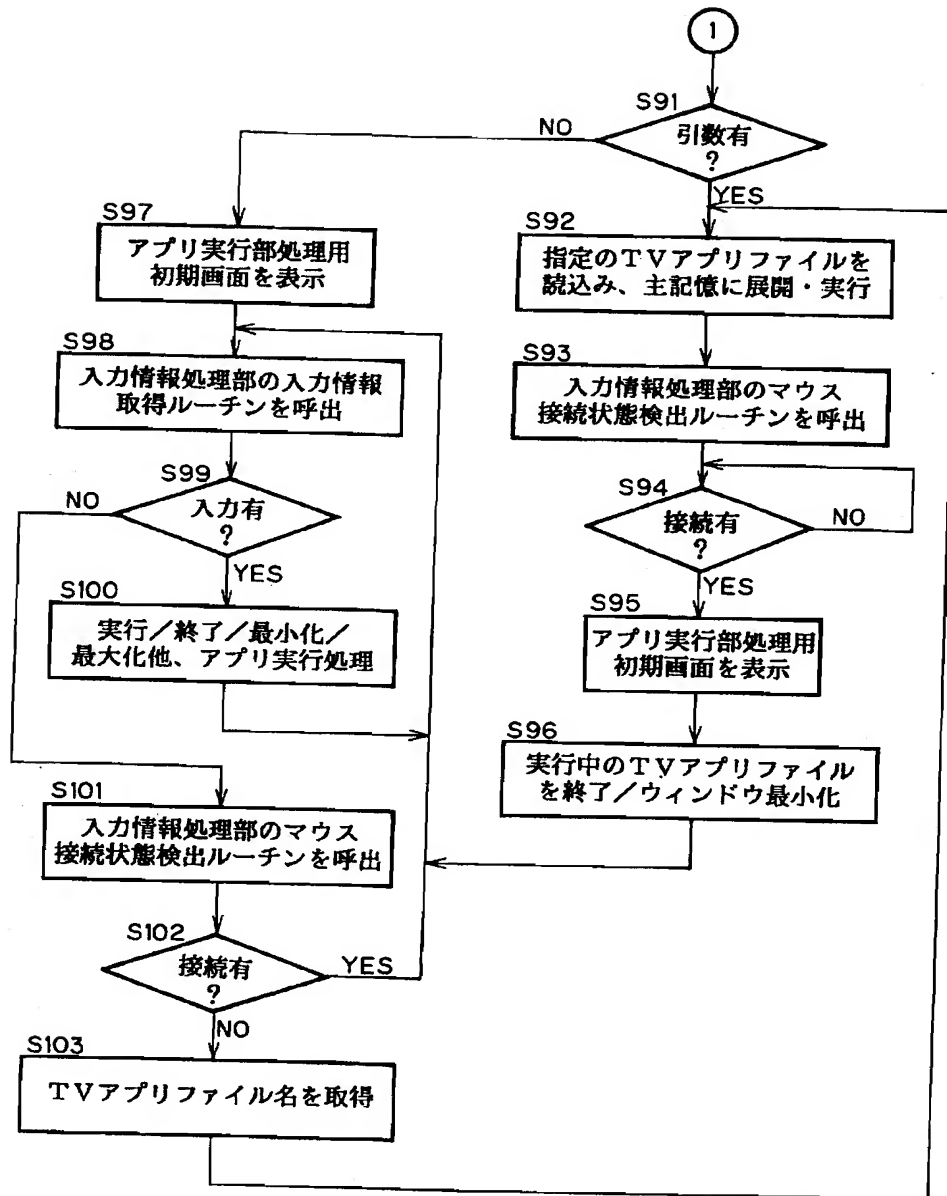 1
S91
引数有
?
NO
YES
S92
指定のTVアプリファイルを
読込み、主記憶に展開・実行
S93
入力情報処理部のマウス
接続状態検出ルーチンを呼出
S94
接続有
?
NO
YES
S95
アプリ実行部処理用
初期画面を表示
S96
実行中のTVアプリファイル
を終了/ウィンドウ最小化
S97
アプリ実行部処理用
初期画面を表示
S98
入力情報処理部の入力情報
取得ルーチンを呼出
S99
入力有
?
NO
YES
S100
実行/終了/最小化/
最大化他、アプリ実行処理
S101
入力情報処理部のマウス
接続状態検出ルーチンを呼出
S102
接続有
?
YES
NO
S103
TVアプリファイル名を取得